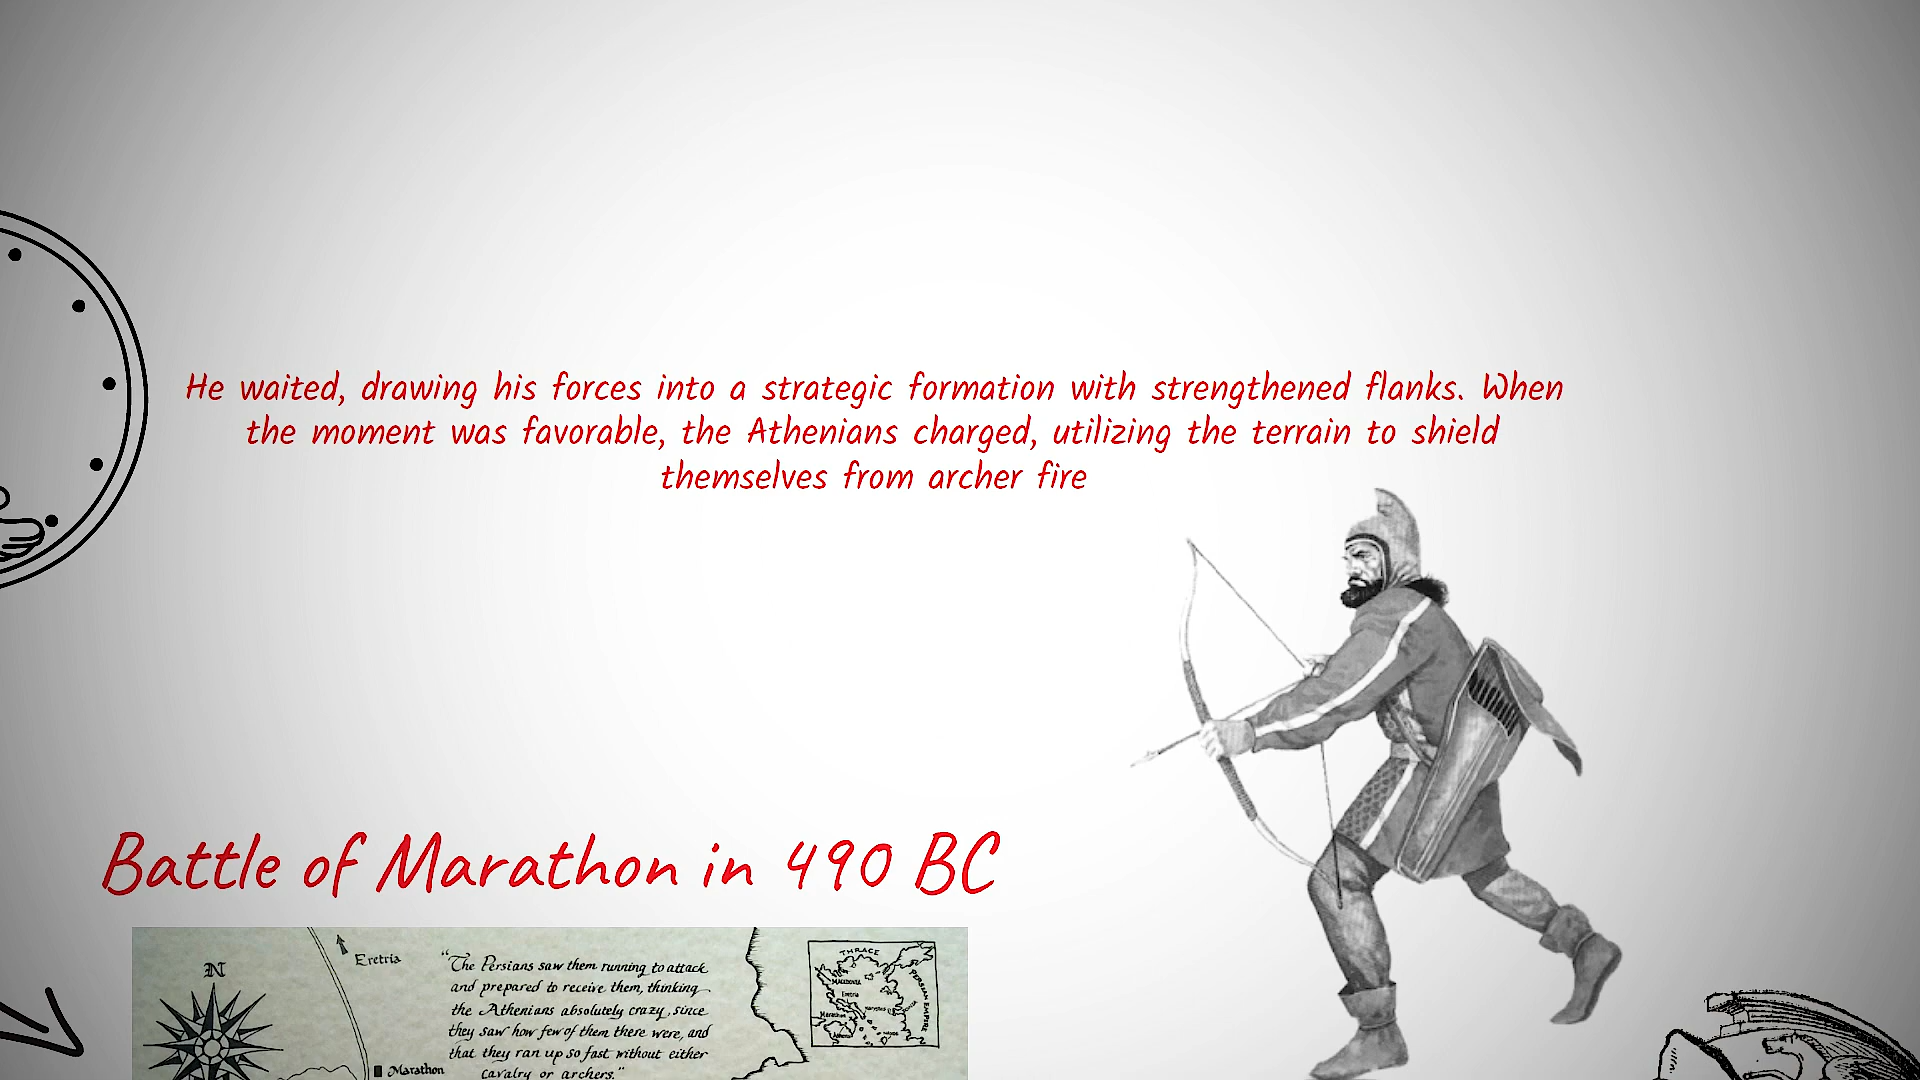 He waited, drawing his forces into a strategic formation with strengthened flanks. When
the moment was favorable, the Athenians charged, utilizing the terrain to shield
themselves from archer fire
Battle of Marathon in 490 BC
N
Eretria
"The Persians saw them running to attack
and prepared to receive them, thinking
the Athenians absolutely crazy, since
they saw how few of them there were, and
that they ran up so fast without either
cavalry or archers."
Marathon
THRACE
MACEDONIA
Eretria
Marathon
PERSIAN EMPIRE